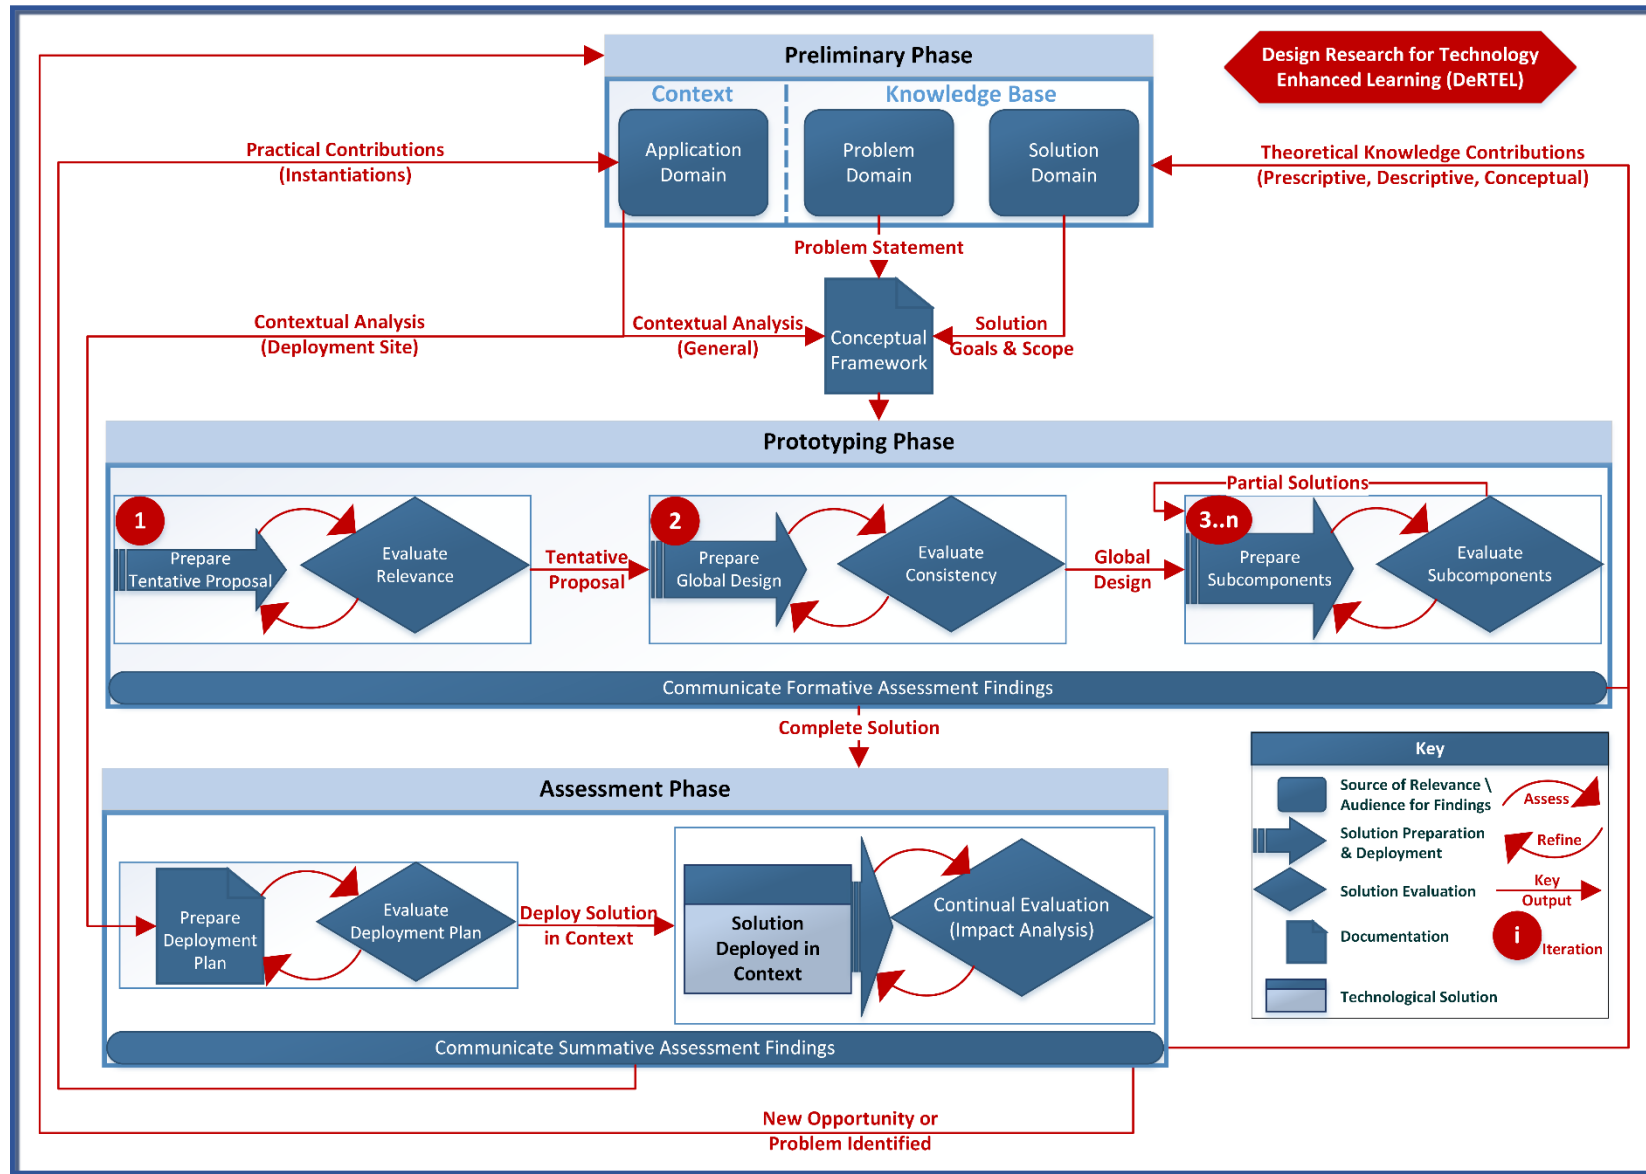 Preliminary Phase
Design Research for Technology
Enhanced Learning (DeRTEL)
Context
Knowledge Base
Application
Domain
Problem
Domain
Solution
Domain
Practical Contributions
(Instantiations)
Theoretical Knowledge Contributions
(Prescriptive, Descriptive, Conceptual)
Problem Statement
Contextual Analysis
(Deployment Site)
Contextual Analysis
(General)
Conceptual
Framework
Solution
Goals & Scope
Prototyping Phase
1
Prepare
Tentative Proposal
Evaluate
Relevance
Tentative
Proposal
2
Prepare
Global Design
Evaluate
Consistency
Global
Design
Partial Solutions
3..n
Prepare
Subcomponents
Evaluate
Subcomponents
Communicate Formative Assessment Findings
Complete Solution
Assessment Phase
Prepare
Deployment
Plan
Evaluate
Deployment Plan
Deploy Solution
in Context
Solution
Deployed in
Context
Continual Evaluation
(Impact Analysis)
Communicate Summative Assessment Findings
New Opportunity or
Problem Identified
Key
Source of Relevance \
Audience for Findings
Assess
Solution Preparation
& Deployment
Refine
Solution Evaluation
Key
Output
Documentation
i
Iteration
Technological Solution